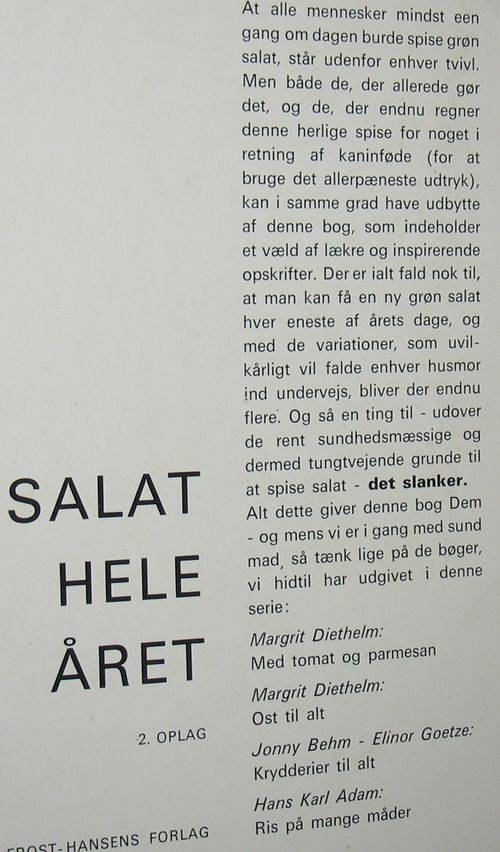 At alle mennesker mindst een
gang om dagen burde spise grøn
salat, står udenfor enhver tvivl.
Men både de, der allerede gør
det, og de, der endnu regner
denne herlige spise for noget i
retning af kaninføde (for at
bruge det allerpæneste udtryk),
kan i samme grad have udbytte
af denne bog, som indeholder
et væld af lækre og inspirerende
opskrifter. Der er ialt fald nok til,
at man kan få en ny grøn salat
hver eneste af årets dage, og
med de variationer, som uvil-
kårligt vil falde enhver husmor
ind undervejs, bliver der endnu
flere. Og så en ting til - udover
de rent sundhedsmæssige og
dermed tungtvejende grunde til
at spise salat - det slanker.
Alt dette giver denne bog Dem
- og mens vi er i gang med sund
mad, så tænk lige på de bøger,
vi hidtil har udgivet i denne
serie:
Margrit Diethelm:
Med tomat og parmesan
Margrit Diethelm:
Ost til alt
Jonny Behm - Elinor Goetze:
Krydderier til alt
Hans Karl Adam:
Ris på mange måder
SALAT
HELE
ÅRET
2. OPLAG
FROST-HANSENS FORLAG